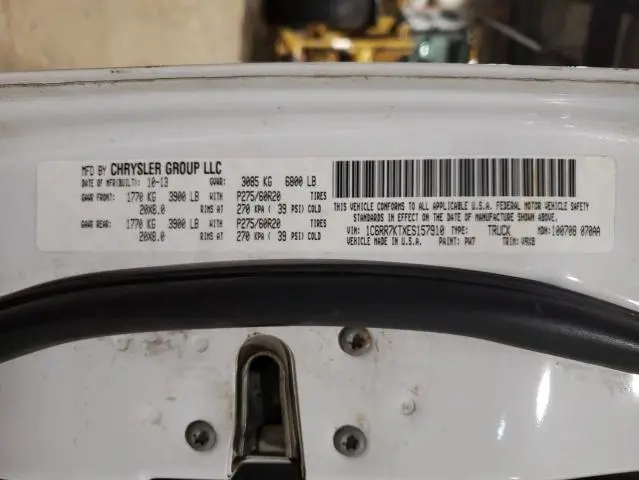 MFD BY CHRYSLER GROUP LLC
DATE OF MFR(BUILT): 10-13 GVWR: 3085 KG 6800 LB
GAWR FRONT: 1770 KG 3900 LB WITH P275/60R20 TIRES
20X8.0 RIMS AT 270 KPA ( 39 PSI) COLD
GAWR REAR: 1770 KG 3900 LB WITH P275/60R20 TIRES
20X8.0 RIMS AT 270 KPA ( 39 PSI) COLD
THIS VEHICLE CONFORMS TO ALL APPLICABLE U.S.A. FEDERAL MOTOR VEHICLE SAFETY
STANDARDS IN EFFECT ON THE DATE OF MANUFACTURE SHOWN ABOVE.
VIN: 1C6RR7KTXES157910 TYPE: TRUCK MDH: 100708 070AA
VEHICLE MADE IN U.S.A. PAINT: PW7 TRIM: V9X8